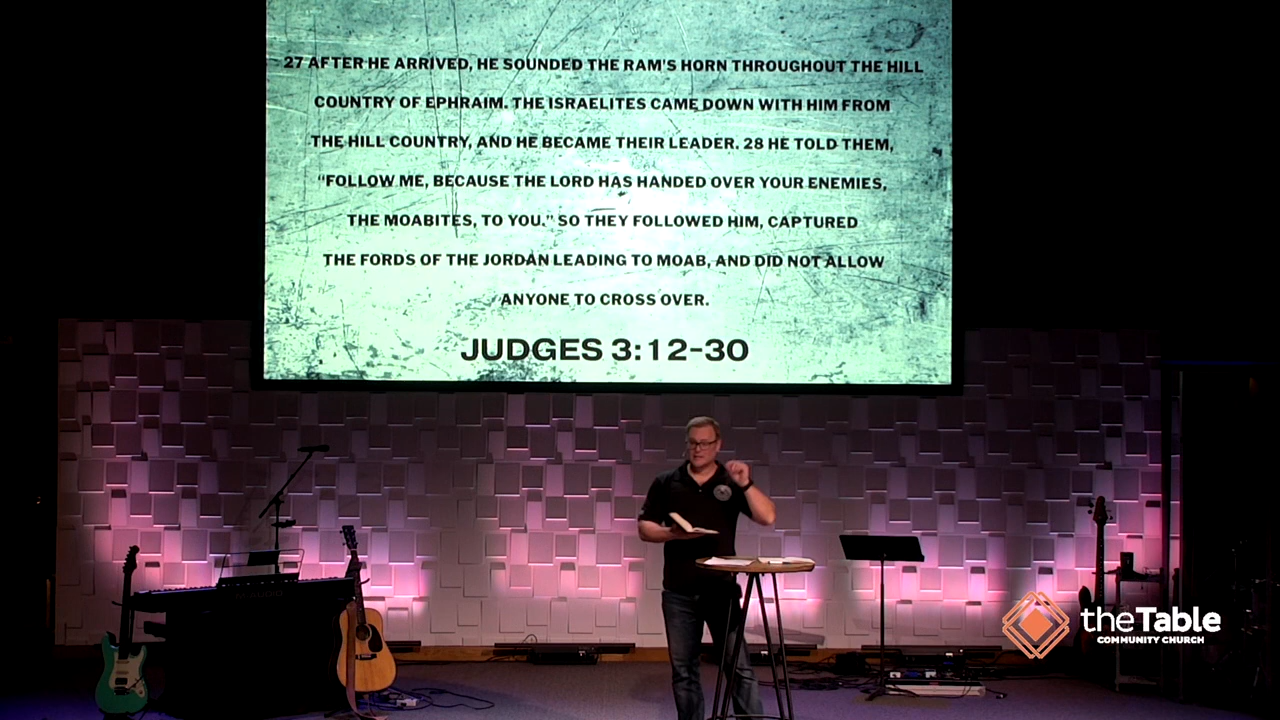 27 AFTER HE ARRIVED, HE SOUNDED THE RAM'S HORN THROUGHOUT THE HILL
COUNTRY OF EPHRAIM. THE ISRAELITES CAME DOWN WITH HIM FROM
THE HILL COUNTRY, AND HE BECAME THEIR LEADER. 28 HE TOLD THEM,
"FOLLOW ME, BECAUSE THE LORD HAS HANDED OVER YOUR ENEMIES,
THE MOABITES, TO YOU." SO THEY FOLLOWED HIM, CAPTURED
THE FORDS OF THE JORDAN LEADING TO MOAB, AND DID NOT ALLOW
ANYONE TO CROSS OVER.
JUDGES 3:12-30
theTable
COMMUNITY CHURCH